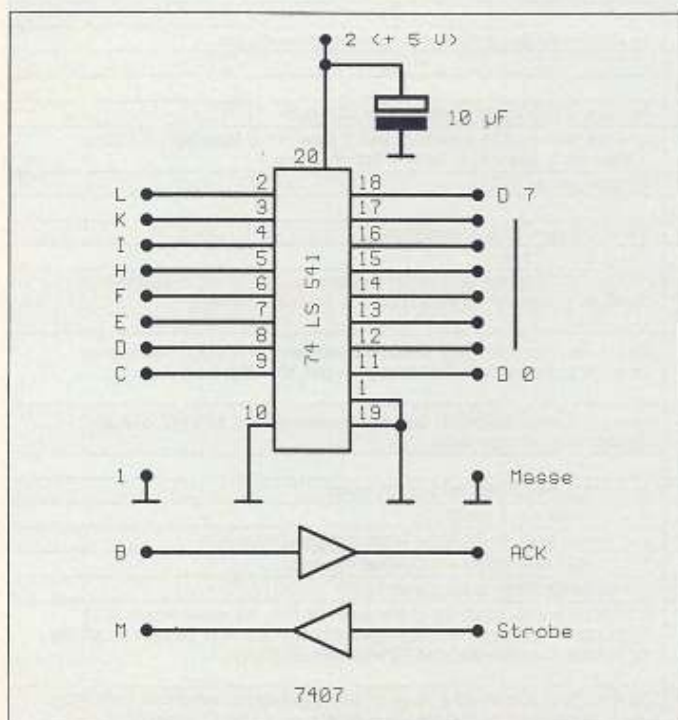 2 (+ 5 V)
10 µF
20
L 2 18 D 7
K 3 17
I 4 16
H 5 15
F 6 14
E 7 13
D 8 12
C 9 11 D 0
74 LS 541
1
10 19
1 Masse
B ACK
M Strobe
7407